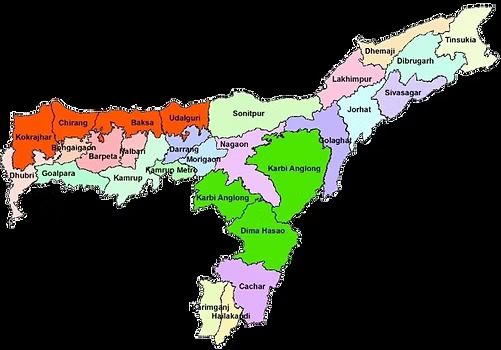 Tinsukia
Dhemaji
Dibrugarh
Lakhimpur
Sivasagar
Jorhat
Sonitpur
Udalguri
Chirang
Baksa
Kokrajhar
Golaghat
Nagaon
Bongaigaon
Nalbari
Darrang
Barpeta
Morigaon
Karbi Anglong
Dhubri
Goalpara
Kamrup
Kamrup Metro
Karbi Anglong
Dima Hasao
Cachar
Karimganj
Hailakandi